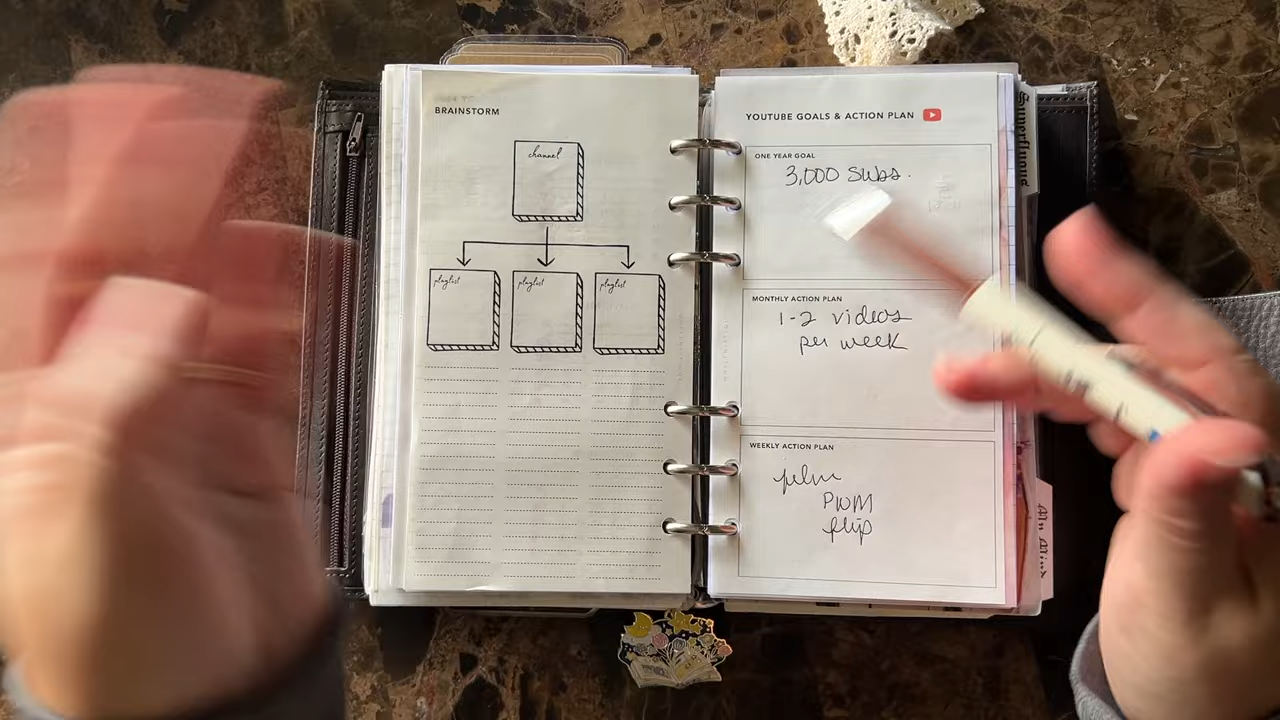 BRAINSTORM
channel
playlist playlist playlist
YOUTUBE GOALS & ACTION PLAN
ONE YEAR GOAL
3,000 subs.
MONTHLY ACTION PLAN
1-2 videos
per week
WEEKLY ACTION PLAN
PWM
flip
Superfluous